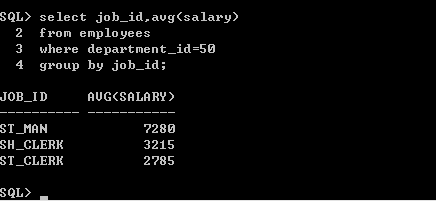 SQL> select job_id,avg(salary)
  2  from employees
  3  where department_id=50
  4  group by job_id;
JOB_ID     AVG(SALARY)
---------- -----------
ST_MAN            7280
SH_CLERK          3215
ST_CLERK          2785
SQL>